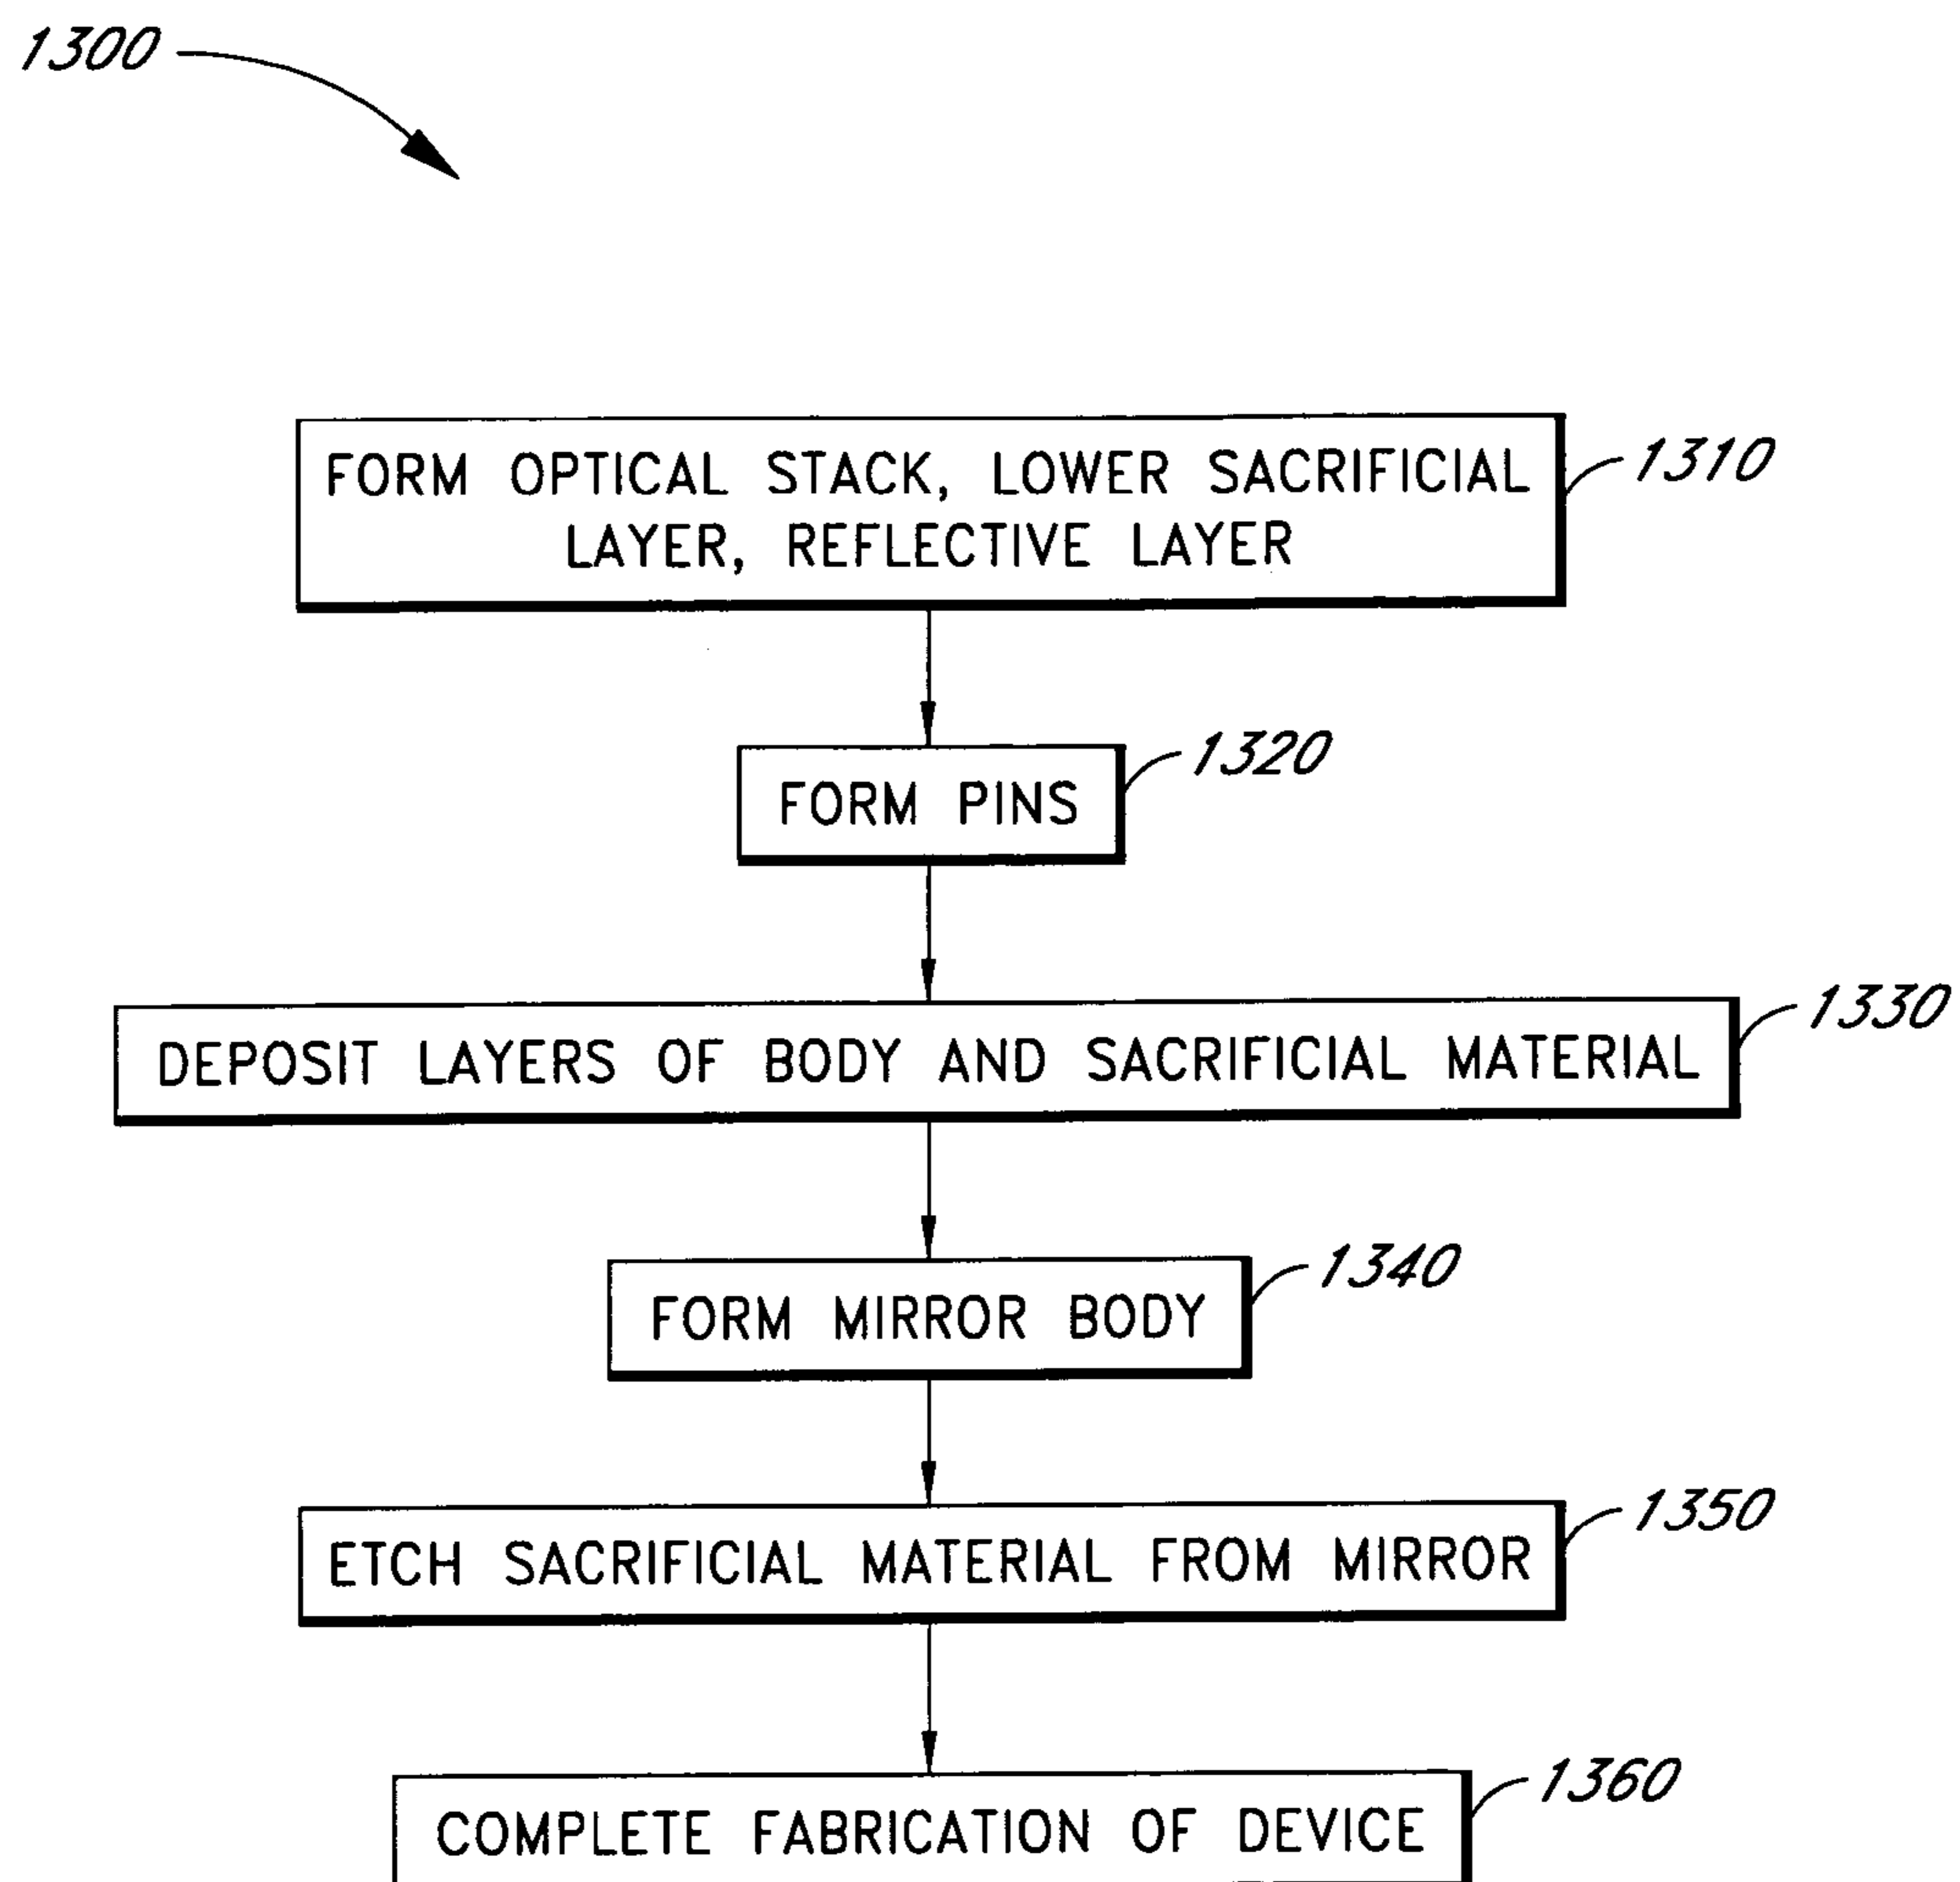 1300
FORM OPTICAL STACK, LOWER SACRIFICIAL
LAYER, REFLECTIVE LAYER
1310
FORM PINS
1320
DEPOSIT LAYERS OF BODY AND SACRIFICIAL MATERIAL
1330
FORM MIRROR BODY
1340
ETCH SACRIFICIAL MATERIAL FROM MIRROR
1350
COMPLETE FABRICATION OF DEVICE
1360